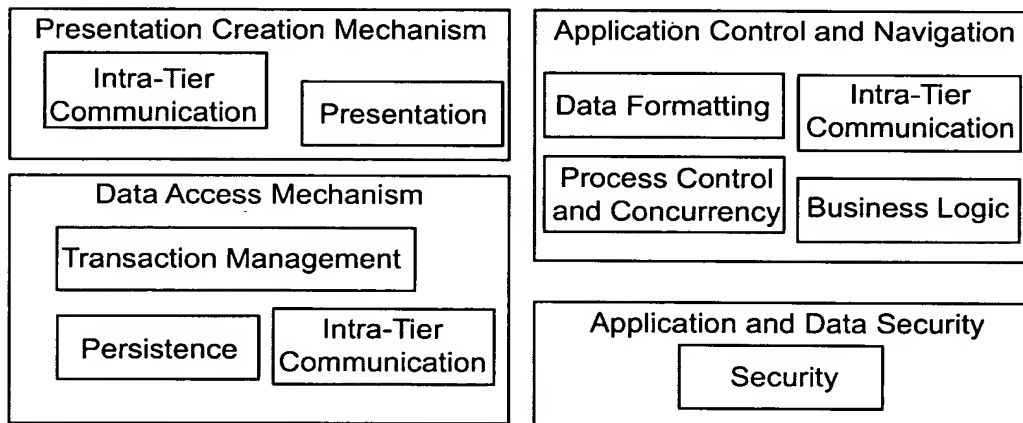 Presentation Creation Mechanism
Intra-Tier
Communication
Presentation
Data Access Mechanism
Transaction Management
Persistence
Intra-Tier
Communication
Application Control and Navigation
Data Formatting
Intra-Tier
Communication
Process Control
and Concurrency
Business Logic
Application and Data Security
Security